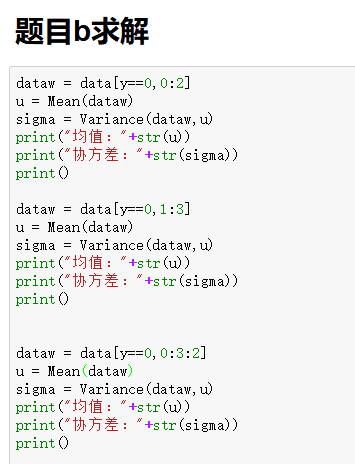 题目b求解
dataw = data[y==0,0:2]
u = Mean(dataw)
sigma = Variance(dataw,u)
print("均值："+str(u))
print("协方差："+str(sigma))
print()
dataw = data[y==0,1:3]
u = Mean(dataw)
sigma = Variance(dataw,u)
print("均值："+str(u))
print("协方差："+str(sigma))
print()
dataw = data[y==0,0:3:2]
u = Mean(dataw)
sigma = Variance(dataw,u)
print("均值："+str(u))
print("协方差："+str(sigma))
print()